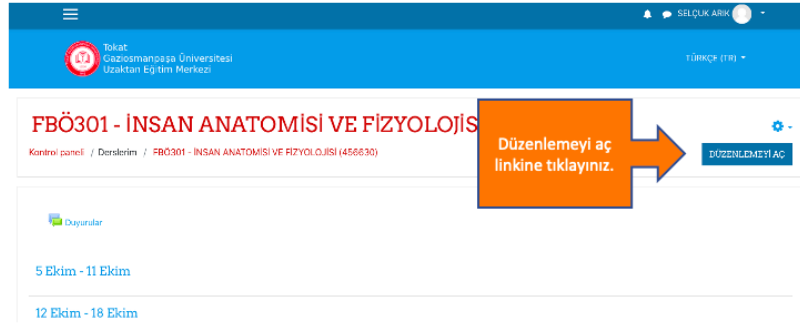 SELÇUK ARIK
Tokat
Gaziosmanpaşa Üniversitesi
Uzaktan Eğitim Merkezi
TÜRKÇE (TR)
FBÖ301 - İNSAN ANATOMİSİ VE FİZYOLOJİS
Kontrol paneli / Derslerim / FBÖ301 - İNSAN ANATOMİSİ VE FİZYOLOJİSİ (456630)
Düzenlemeyi aç
linkine tıklayınız.
DÜZENLEMEYİ AÇ
Duyurular
5 Ekim - 11 Ekim
12 Ekim - 18 Ekim